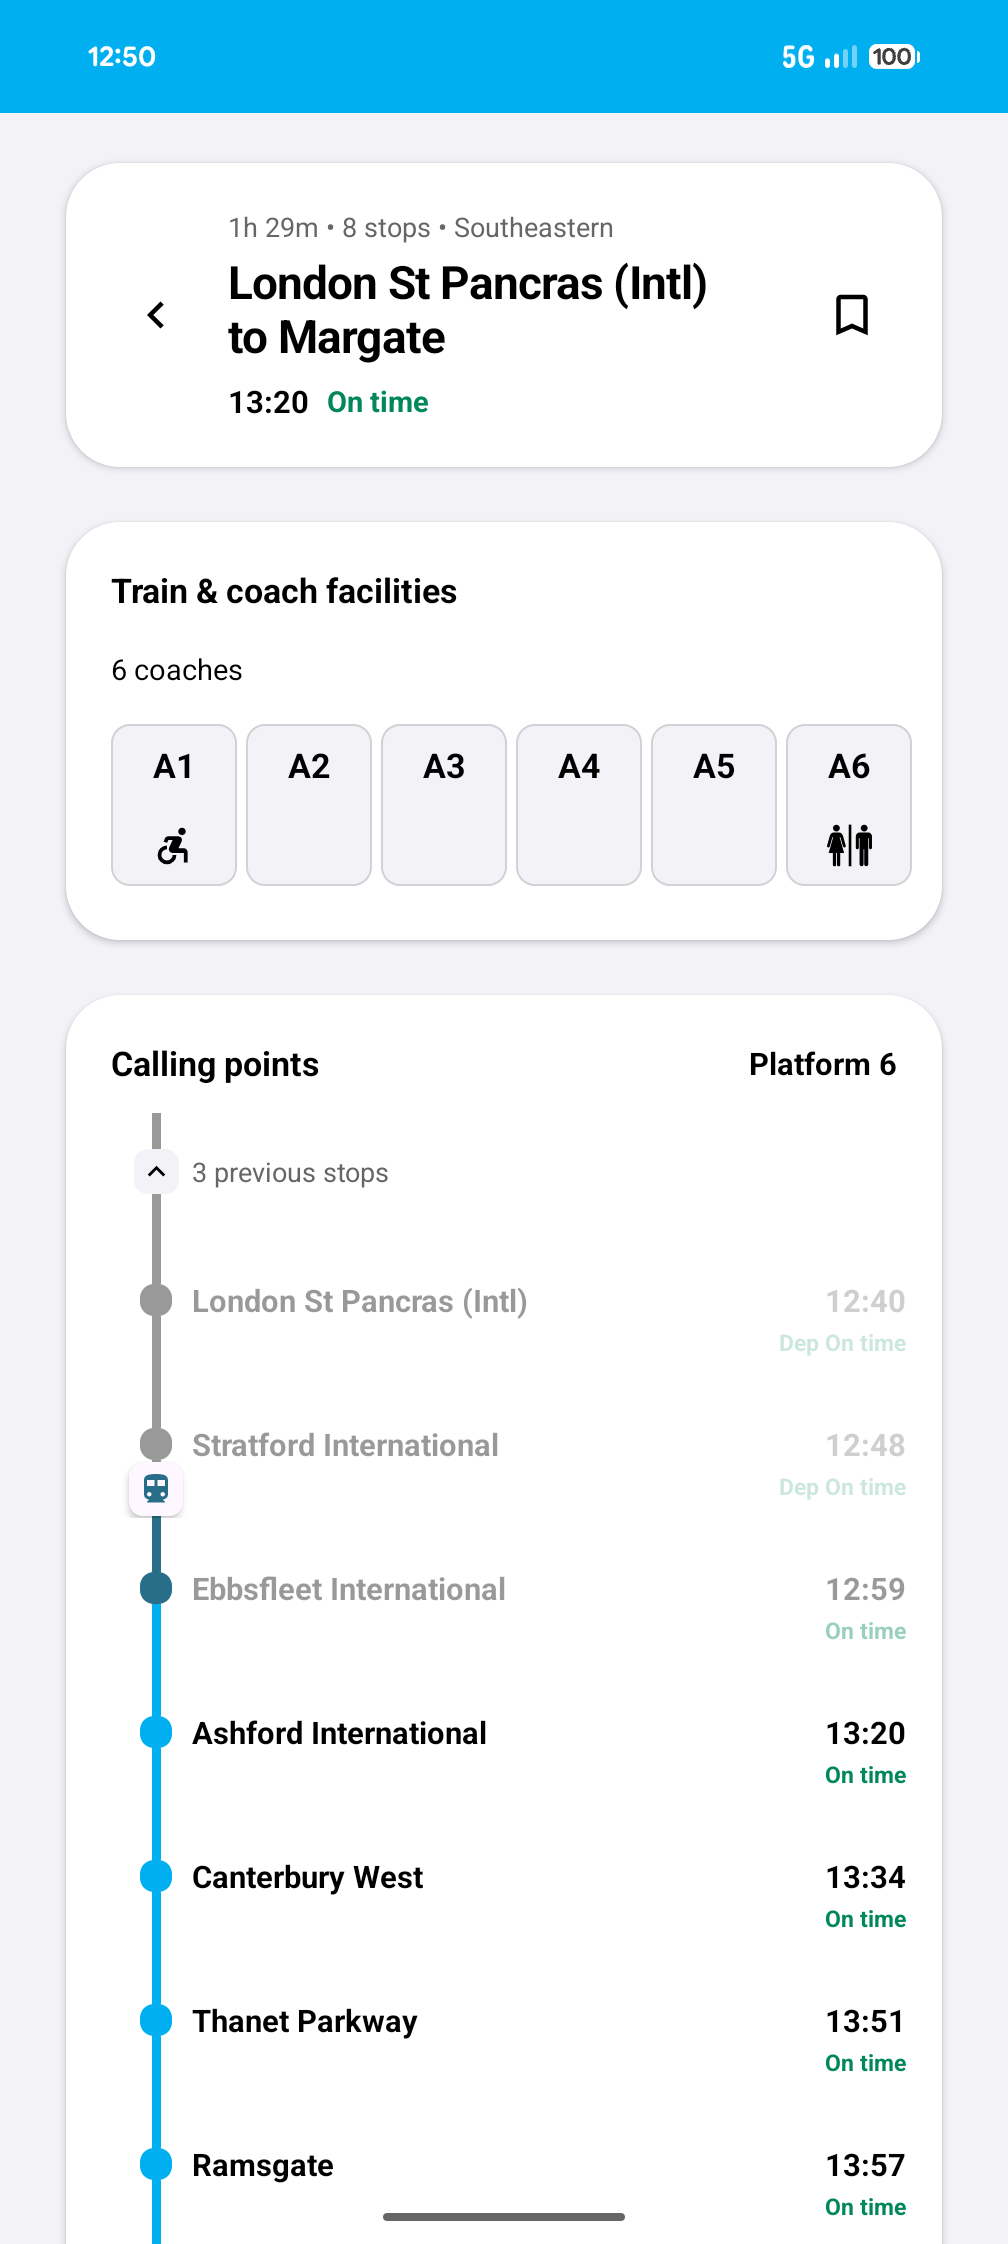 12:50
5G 100
1h 29m • 8 stops • Southeastern
London St Pancras (Intl)
to Margate
13:20 On time
Train & coach facilities
6 coaches
A1 A2 A3 A4 A5 A6
Calling points Platform 6
3 previous stops
London St Pancras (Intl) 12:40
Dep On time
Stratford International 12:48
Dep On time
Ebbsfleet International 12:59
On time
Ashford International 13:20
On time
Canterbury West 13:34
On time
Thanet Parkway 13:51
On time
Ramsgate 13:57
On time